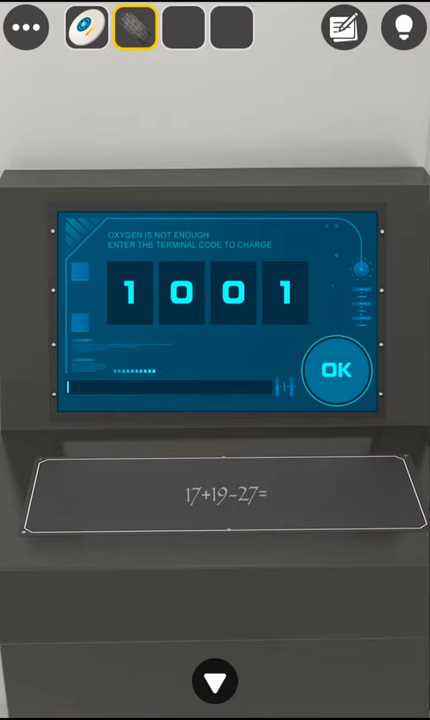 OXYGEN IS NOT ENOUGH
ENTER THE TERMINAL CODE TO CHARGE
1 0 0 1
OK
17+19-27=